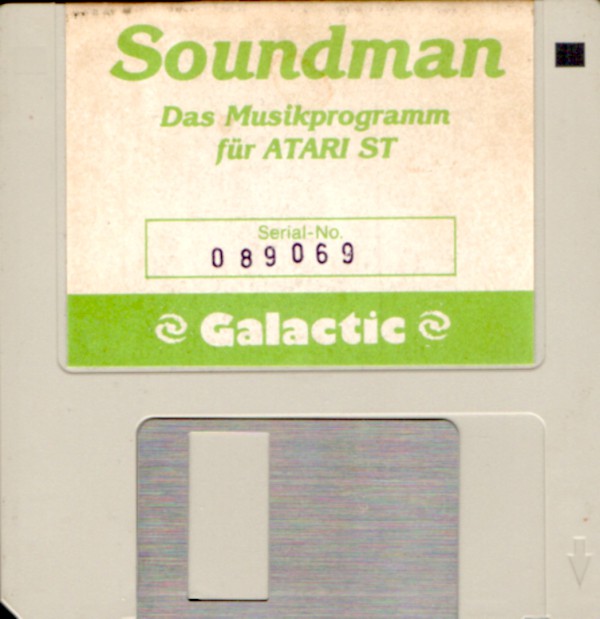 Soundman
Das Musikprogramm
für ATARI ST
Serial-No.
089069
Galactic